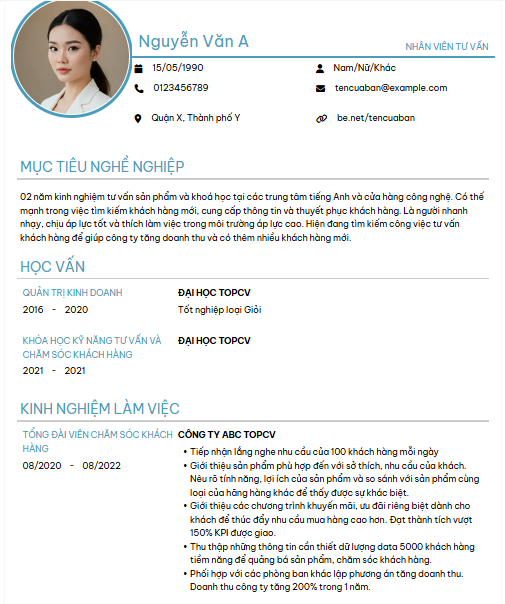 Nguyễn Văn A
NHÂN VIÊN TƯ VẤN
15/05/1990
Nam/Nữ/Khác
0123456789
tencuaban@example.com
Quận X, Thành phố Y
be.net/tencuaban
MỤC TIÊU NGHỀ NGHIỆP
02 năm kinh nghiệm tư vấn sản phẩm và khoá học tại các trung tâm tiếng Anh và cửa hàng công nghệ. Có thế
mạnh trong việc tìm kiếm khách hàng mới, cung cấp thông tin và thuyết phục khách hàng. Là người nhanh
nhạy, chịu áp lực tốt và thích làm việc trong môi trường áp lực cao. Hiện đang tìm kiếm công việc tư vấn
khách hàng để giúp công ty tăng doanh thu và có thêm nhiều khách hàng mới.
HỌC VẤN
QUẢN TRỊ KINH DOANH
ĐẠI HỌC TOPCV
2016 - 2020
Tốt nghiệp loại Giỏi
KHÓA HỌC KỸ NĂNG TƯ VẤN VÀ
CHĂM SÓC KHÁCH HÀNG
ĐẠI HỌC TOPCV
2021 - 2021
KINH NGHIỆM LÀM VIỆC
TỔNG ĐÀI VIÊN CHĂM SÓC KHÁCH
HÀNG
08/2020 - 08/2022
CÔNG TY ABC TOPCV
• Tiếp nhận lắng nghe nhu cầu của 100 khách hàng mỗi ngày
• Giới thiệu sản phẩm phù hợp đến với sở thích, nhu cầu của khách.
Nêu rõ tính năng, lợi ích của sản phẩm và so sánh với sản phẩm cùng
loại của hãng hàng khác để thấy được sự khác biệt.
• Giới thiệu các chương trình khuyến mãi, ưu đãi riêng biệt dành cho
khách để thúc đẩy nhu cầu mua hàng cao hơn. Đạt thành tích vượt
150% KPI được giao.
• Thu thập những thông tin cần thiết dữ lượng data 5000 khách hàng
tiềm năng để quảng bá sản phẩm, chăm sóc khách hàng.
• Phối hợp với các phòng ban khác lập phương án tăng doanh thu.
Doanh thu công ty tăng 200% trong 1 năm.